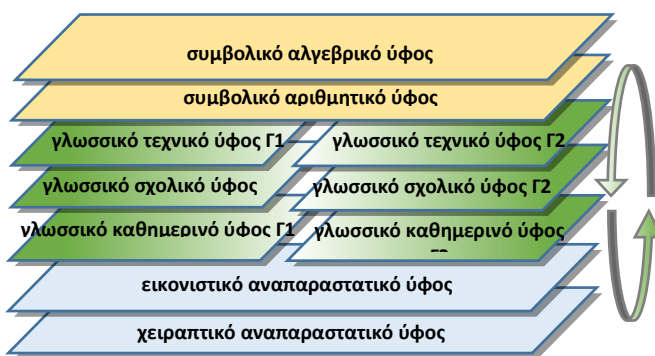 συμβολικό αλγεβρικό ύφος
συμβολικό αριθμητικό ύφος
γλωσσικό τεχνικό ύφος Γ1
γλωσσικό τεχνικό ύφος Γ2
γλωσσικό σχολικό ύφος
γλωσσικό σχολικό ύφος Γ2
γλωσσικό καθημερινό ύφος Γ1
γλωσσικό καθημερινό ύφος
εικονιστικό αναπαραστατικό ύφος
χειραπτικό αναπαραστατικό ύφος